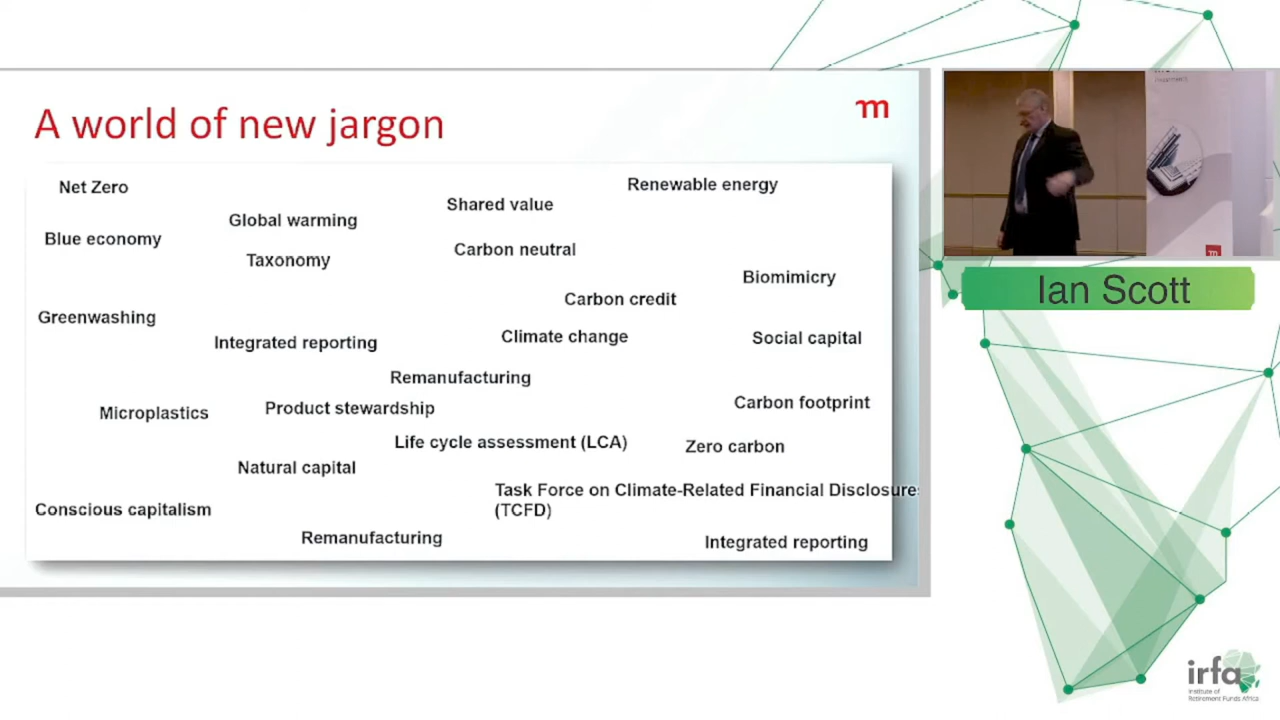 A world of new jargon
m
Net Zero
Renewable energy
Shared value
Global warming
Blue economy
Carbon neutral
Taxonomy
Biomimicry
Carbon credit
Greenwashing
Integrated reporting
Climate change
Social capital
Remanufacturing
Microplastics
Product stewardship
Carbon footprint
Life cycle assessment (LCA)
Zero carbon
Natural capital
Task Force on Climate-Related Financial Disclosures
(TCFD)
Conscious capitalism
Remanufacturing
Integrated reporting
m
Ian Scott
irfa
Institute of
Retirement Funds Africa